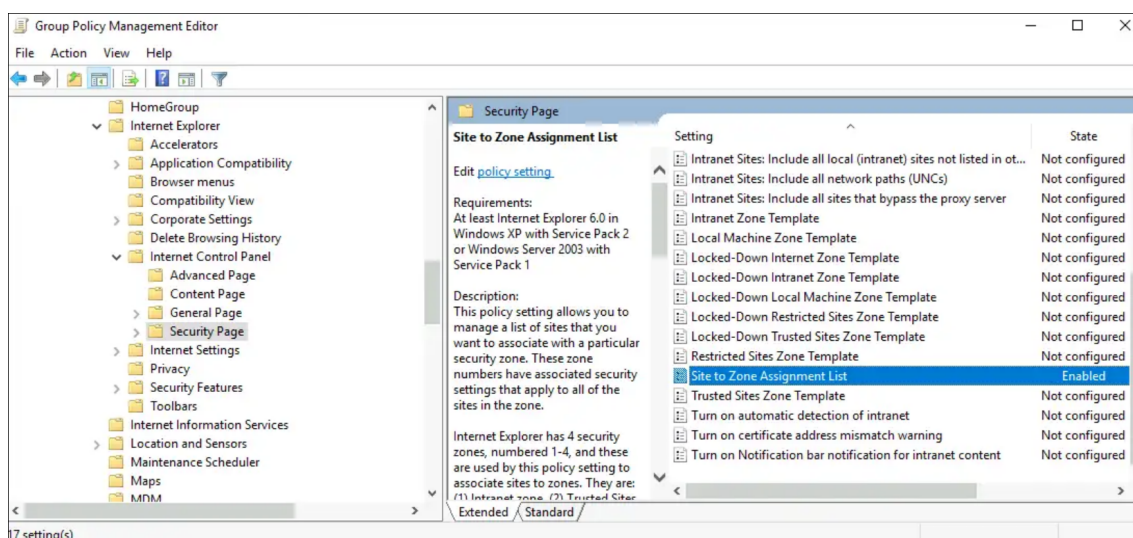 Group Policy Management Editor
File Action View Help
HomeGroup
Internet Explorer
Accelerators
Application Compatibility
Browser menus
Compatibility View
Corporate Settings
Delete Browsing History
Internet Control Panel
Advanced Page
Content Page
General Page
Security Page
Internet Settings
Privacy
Security Features
Toolbars
Internet Information Services
Location and Sensors
Maintenance Scheduler
Maps
MDM
Security Page
Site to Zone Assignment List
Edit policy setting
Requirements:
At least Internet Explorer 6.0 in
Windows XP with Service Pack 2
or Windows Server 2003 with
Service Pack 1
Description:
This policy setting allows you to
manage a list of sites that you
want to associate with a particular
security zone. These zone
numbers have associated security
settings that apply to all of the
sites in the zone.
Internet Explorer has 4 security
zones, numbered 1-4, and these
are used by this policy setting to
associate sites to zones. They are:
(1) Intranet zone, (2) Trusted Sites
Setting State
Intranet Sites: Include all local (intranet) sites not listed in ot... Not configured
Intranet Sites: Include all network paths (UNCs) Not configured
Intranet Sites: Include all sites that bypass the proxy server Not configured
Intranet Zone Template Not configured
Local Machine Zone Template Not configured
Locked-Down Internet Zone Template Not configured
Locked-Down Intranet Zone Template Not configured
Locked-Down Local Machine Zone Template Not configured
Locked-Down Restricted Sites Zone Template Not configured
Locked-Down Trusted Sites Zone Template Not configured
Restricted Sites Zone Template Not configured
Site to Zone Assignment List Enabled
Trusted Sites Zone Template Not configured
Turn on automatic detection of intranet Not configured
Turn on certificate address mismatch warning Not configured
Turn on Notification bar notification for intranet content Not configured
Extended Standard
17 setting(s)